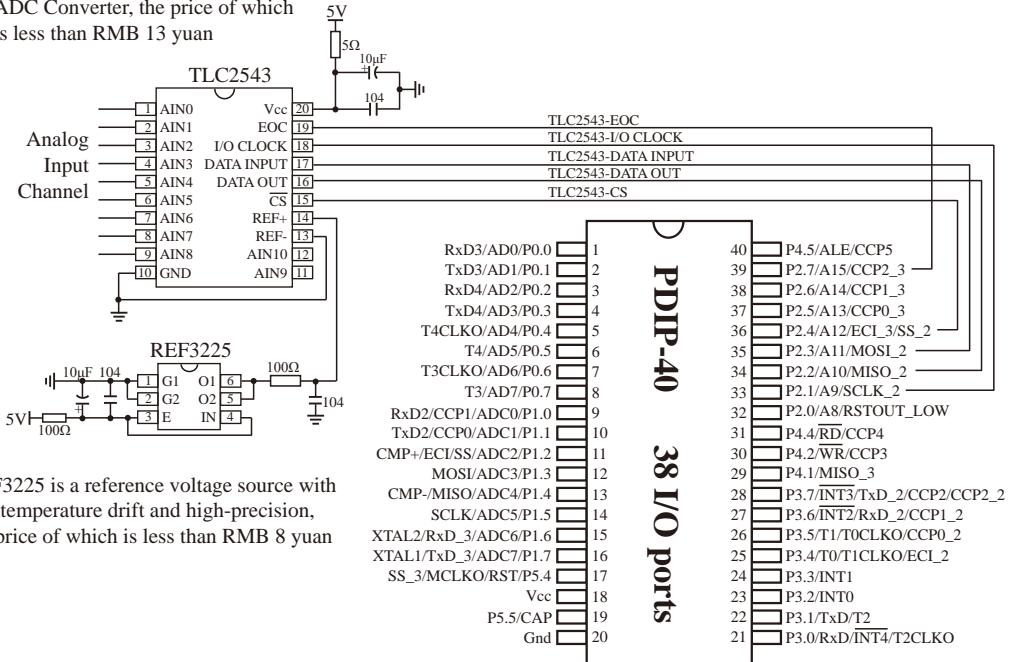 ADC Converter, the price of which
s less than RMB 13 yuan
5V
5Ω
10μF
+
104
TLC2543
Analog
Input
Channel
1 AIN0 Vcc 20
2 AIN1 EOC 19
3 AIN2 I/O CLOCK 18
4 AIN3 DATA INPUT 17
5 AIN4 DATA OUT 16
6 AIN5 CS 15
7 AIN6 REF+ 14
8 AIN7 REF- 13
9 AIN8 AIN10 12
10 GND AIN9 11
TLC2543-EOC
TLC2543-I/O CLOCK
TLC2543-DATA INPUT
TLC2543-DATA OUT
TLC2543-CS
REF3225
10μF 104
+
5V
100Ω
1 G1 O1 6
2 G2 O2 5
3 E IN 4
100Ω
104
F3225 is a reference voltage source with
temperature drift and high-precision,
price of which is less than RMB 8 yuan
PDIP-40 38 I/O ports
RxD3/AD0/P0.0 1 40 P4.5/ALE/CCP5
TxD3/AD1/P0.1 2 39 P2.7/A15/CCP2_3
RxD4/AD2/P0.2 3 38 P2.6/A14/CCP1_3
TxD4/AD3/P0.3 4 37 P2.5/A13/CCP0_3
T4CLKO/AD4/P0.4 5 36 P2.4/A12/ECI_3/SS_2
T4/AD5/P0.5 6 35 P2.3/A11/MOSI_2
T3CLKO/AD6/P0.6 7 34 P2.2/A10/MISO_2
T3/AD7/P0.7 8 33 P2.1/A9/SCLK_2
RxD2/CCP1/ADC0/P1.0 9 32 P2.0/A8/RSTOUT_LOW
TxD2/CCP0/ADC1/P1.1 10 31 P4.4/RD/CCP4
CMP+/ECI/SS/ADC2/P1.2 11 30 P4.2/WR/CCP3
MOSI/ADC3/P1.3 12 29 P4.1/MISO_3
CMP-/MISO/ADC4/P1.4 13 28 P3.7/INT3/TxD_2/CCP2/CCP2_2
SCLK/ADC5/P1.5 14 27 P3.6/INT2/RxD_2/CCP1_2
XTAL2/RxD_3/ADC6/P1.6 15 26 P3.5/T1/T0CLKO/CCP0_2
XTAL1/TxD_3/ADC7/P1.7 16 25 P3.4/T0/T1CLKO/ECI_2
SS_3/MCLKO/RST/P5.4 17 24 P3.3/INT1
Vcc 18 23 P3.2/INT0
P5.5/CAP 19 22 P3.1/TxD/T2
Gnd 20 21 P3.0/RxD/INT4/T2CLKO